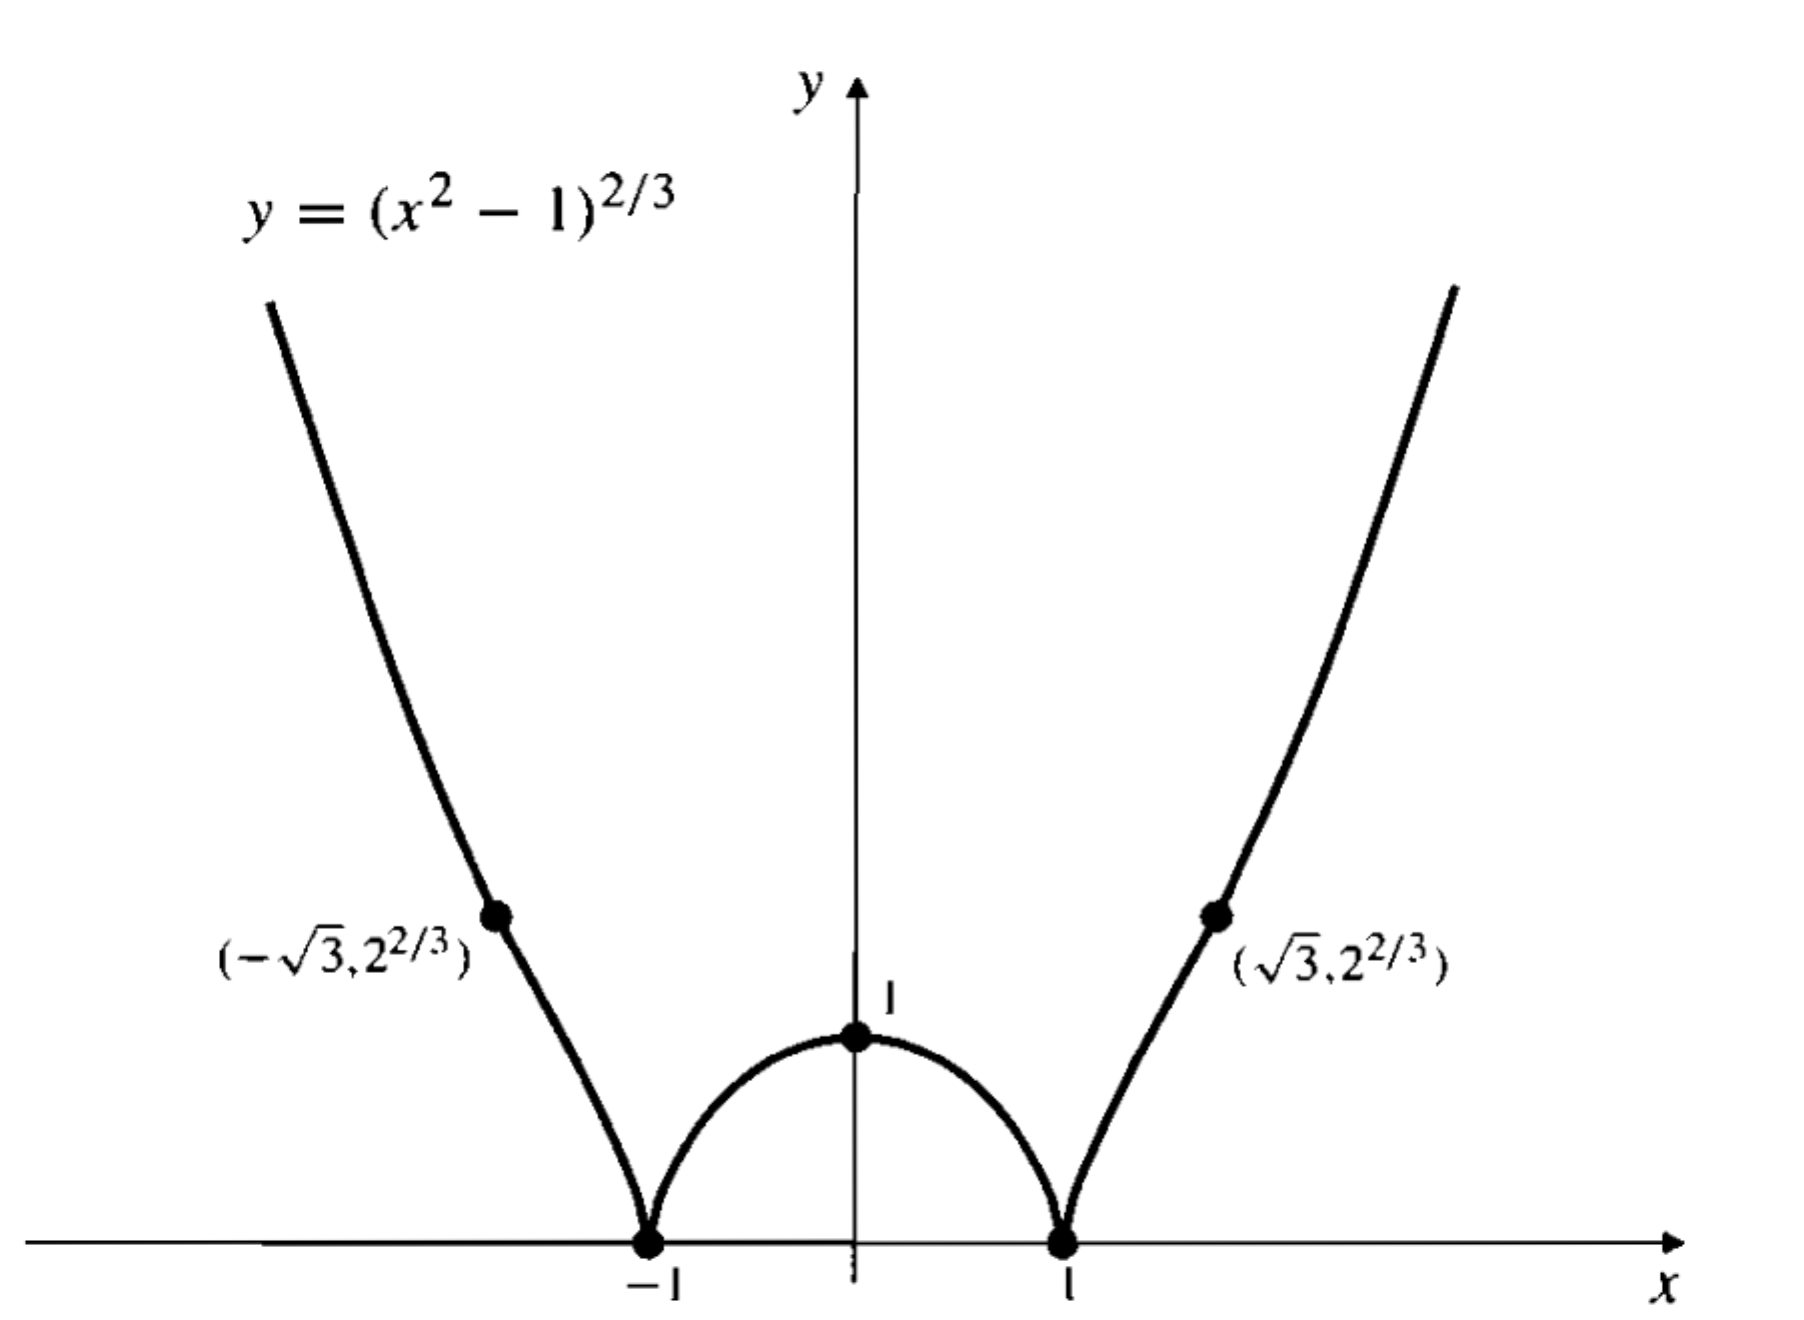 y
y = (x² − 1)^{2/3}
(−√3, 2^{2/3})
(√3, 2^{2/3})
1
−1
1
x